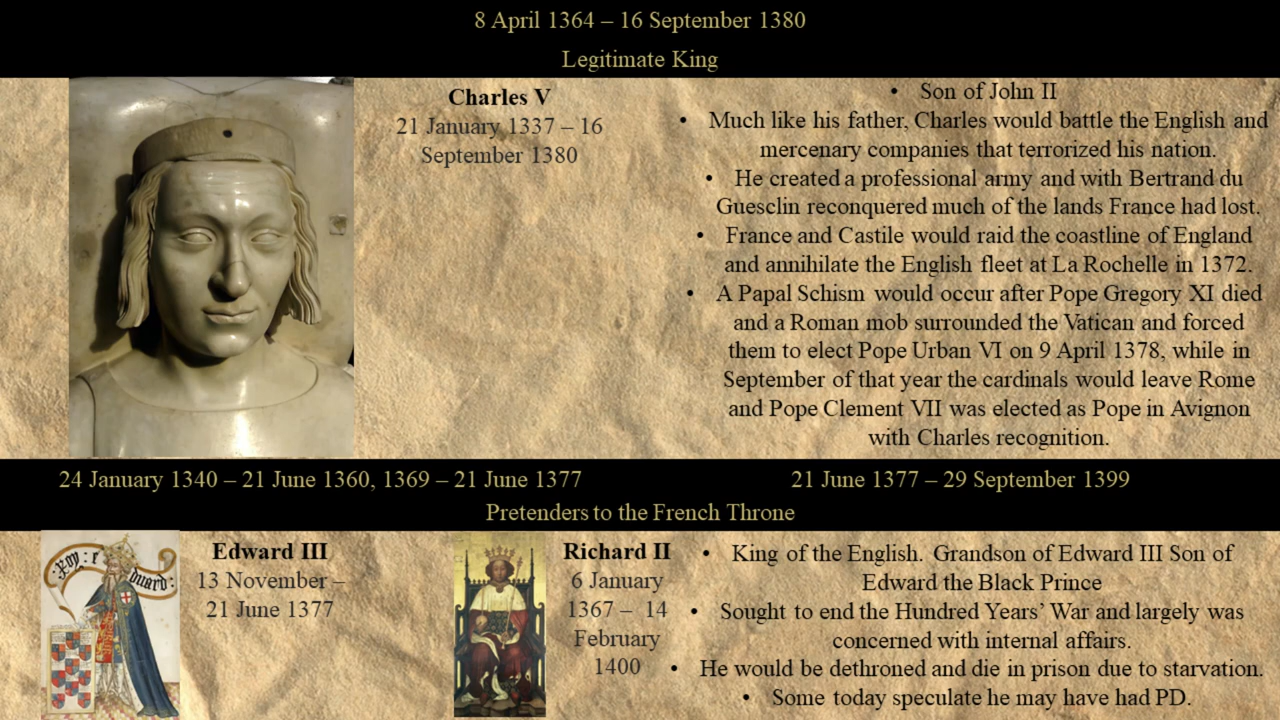 8 April 1364 – 16 September 1380
Legitimate King
Charles V
21 January 1337 – 16
September 1380
• Son of John II
• Much like his father, Charles would battle the English and
mercenary companies that terrorized his nation.
• He created a professional army and with Bertrand du
Guesclin reconquered much of the lands France had lost.
• France and Castile would raid the coastline of England
and annihilate the English fleet at La Rochelle in 1372.
• A Papal Schism would occur after Pope Gregory XI died
and a Roman mob surrounded the Vatican and forced
them to elect Pope Urban VI on 9 April 1378, while in
September of that year the cardinals would leave Rome
and Pope Clement VII was elected as Pope in Avignon
with Charles recognition.
24 January 1340 – 21 June 1360, 1369 – 21 June 1377
21 June 1377 – 29 September 1399
Pretenders to the French Throne
Roy : e
duard :
Edward III
13 November –
21 June 1377
Richard II
6 January
1367 – 14
February
1400
• King of the English. Grandson of Edward III Son of
Edward the Black Prince
• Sought to end the Hundred Years' War and largely was
concerned with internal affairs.
• He would be dethroned and die in prison due to starvation.
• Some today speculate he may have had PD.